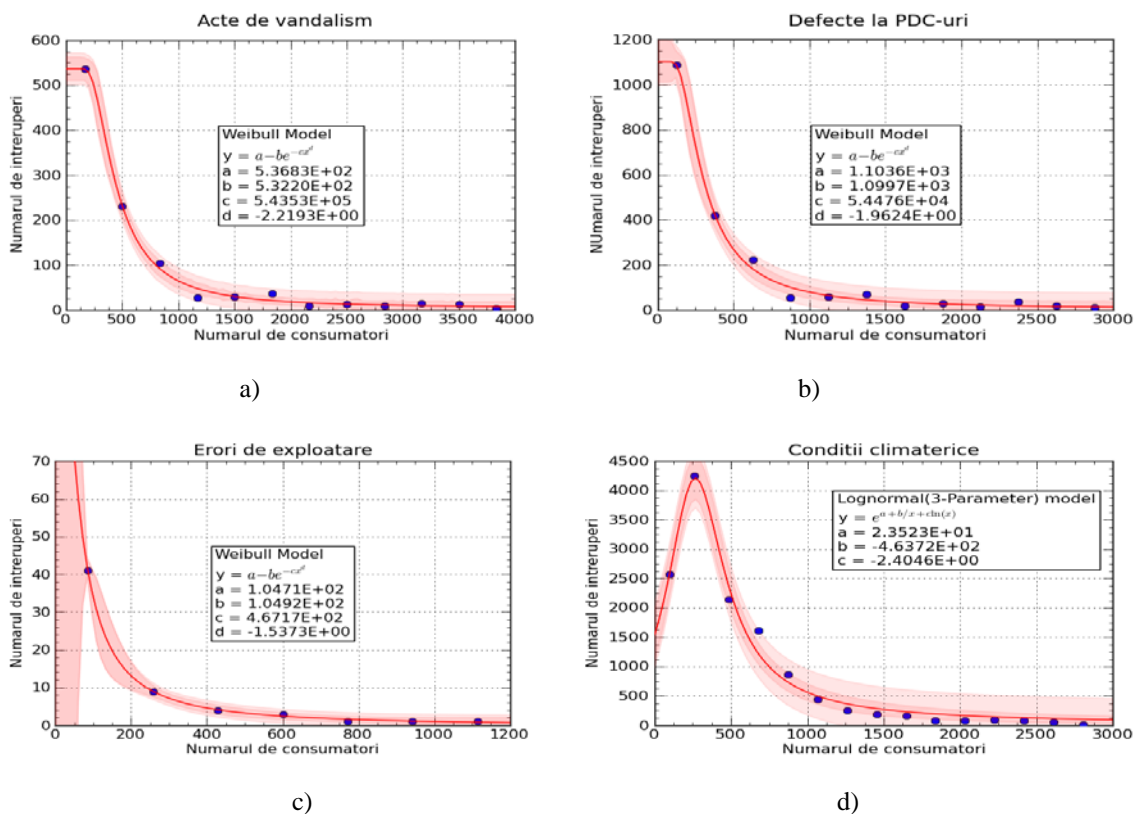 Acte de vandalism
Numarul de intreruperi
600
500
400
300
200
100
0
Weibull Model
y = a−be^{−cx^d}
a = 5.3683E+02
b = 5.3220E+02
c = 5.4353E+05
d = -2.2193E+00
0 500 1000 1500 2000 2500 3000 3500 4000
Numarul de consumatori
a)
Defecte la PDC-uri
NUmarul de intreruperi
1200
1000
800
600
400
200
0
Weibull Model
y = a−be^{−cx^d}
a = 1.1036E+03
b = 1.0997E+03
c = 5.4476E+04
d = -1.9624E+00
0 500 1000 1500 2000 2500 3000
Numarul de consumatori
b)
Erori de exploatare
Numarul de intreruperi
70
60
50
40
30
20
10
0
Weibull Model
y = a−be^{−cx^d}
a = 1.0471E+02
b = 1.0492E+02
c = 4.6717E+02
d = -1.5373E+00
0 200 400 600 800 1000 1200
Numarul de consumatori
c)
Conditii climaterice
Numarul de intreruperi
4500
4000
3500
3000
2500
2000
1500
1000
500
0
Lognormal(3-Parameter) model
y = e^{a+b/x+cln(x)}
a = 2.3523E+01
b = -4.6372E+02
c = -2.4046E+00
0 500 1000 1500 2000 2500 3000
Numarul de consumatori
d)